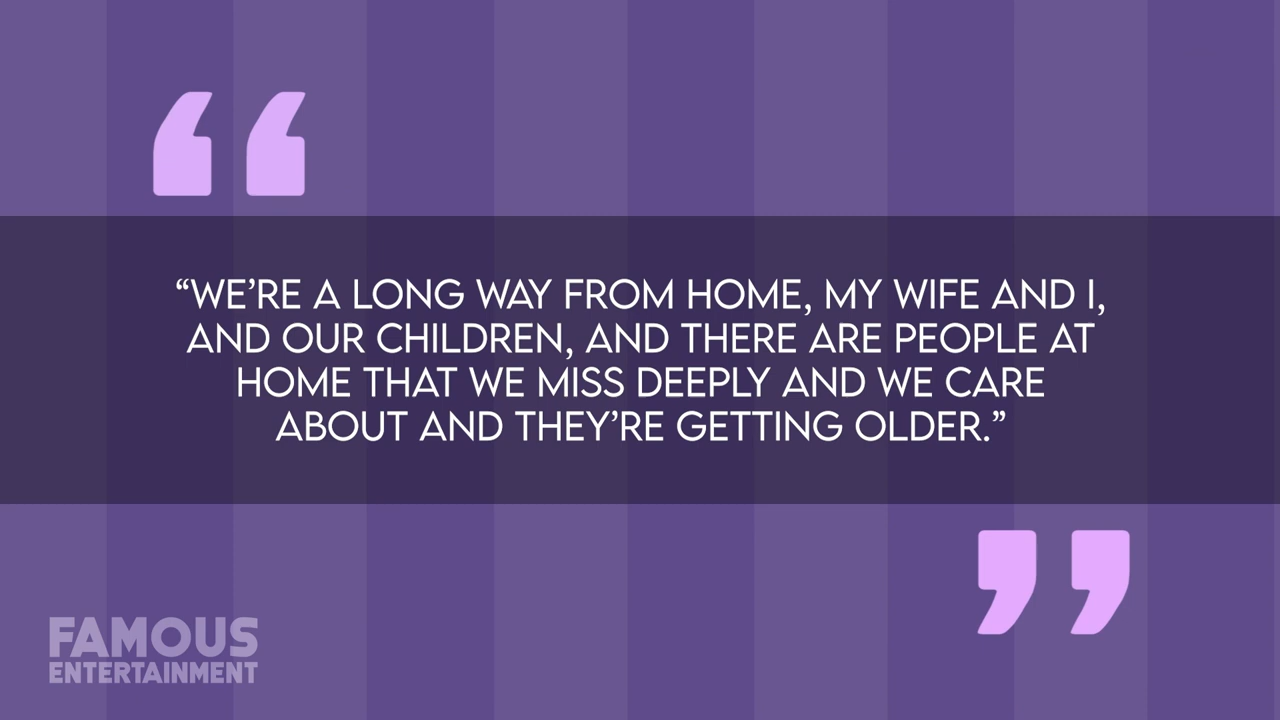 “WE’RE A LONG WAY FROM HOME, MY WIFE AND I,
AND OUR CHILDREN, AND THERE ARE PEOPLE AT
HOME THAT WE MISS DEEPLY AND WE CARE
ABOUT AND THEY’RE GETTING OLDER.”
FAMOUS
ENTERTAINMENT